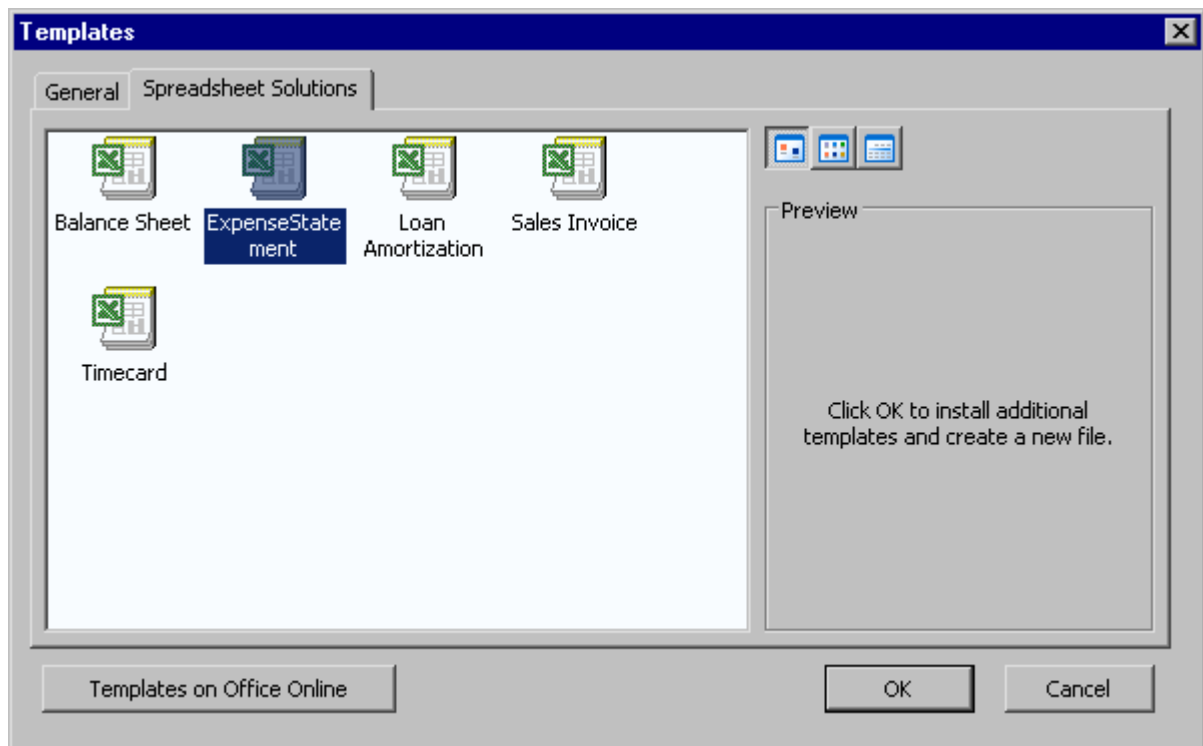 Templates
General
Spreadsheet Solutions
Balance Sheet
ExpenseState
ment
Loan
Amortization
Sales Invoice
Timecard
Preview
Click OK to install additional
templates and create a new file.
Templates on Office Online
OK
Cancel